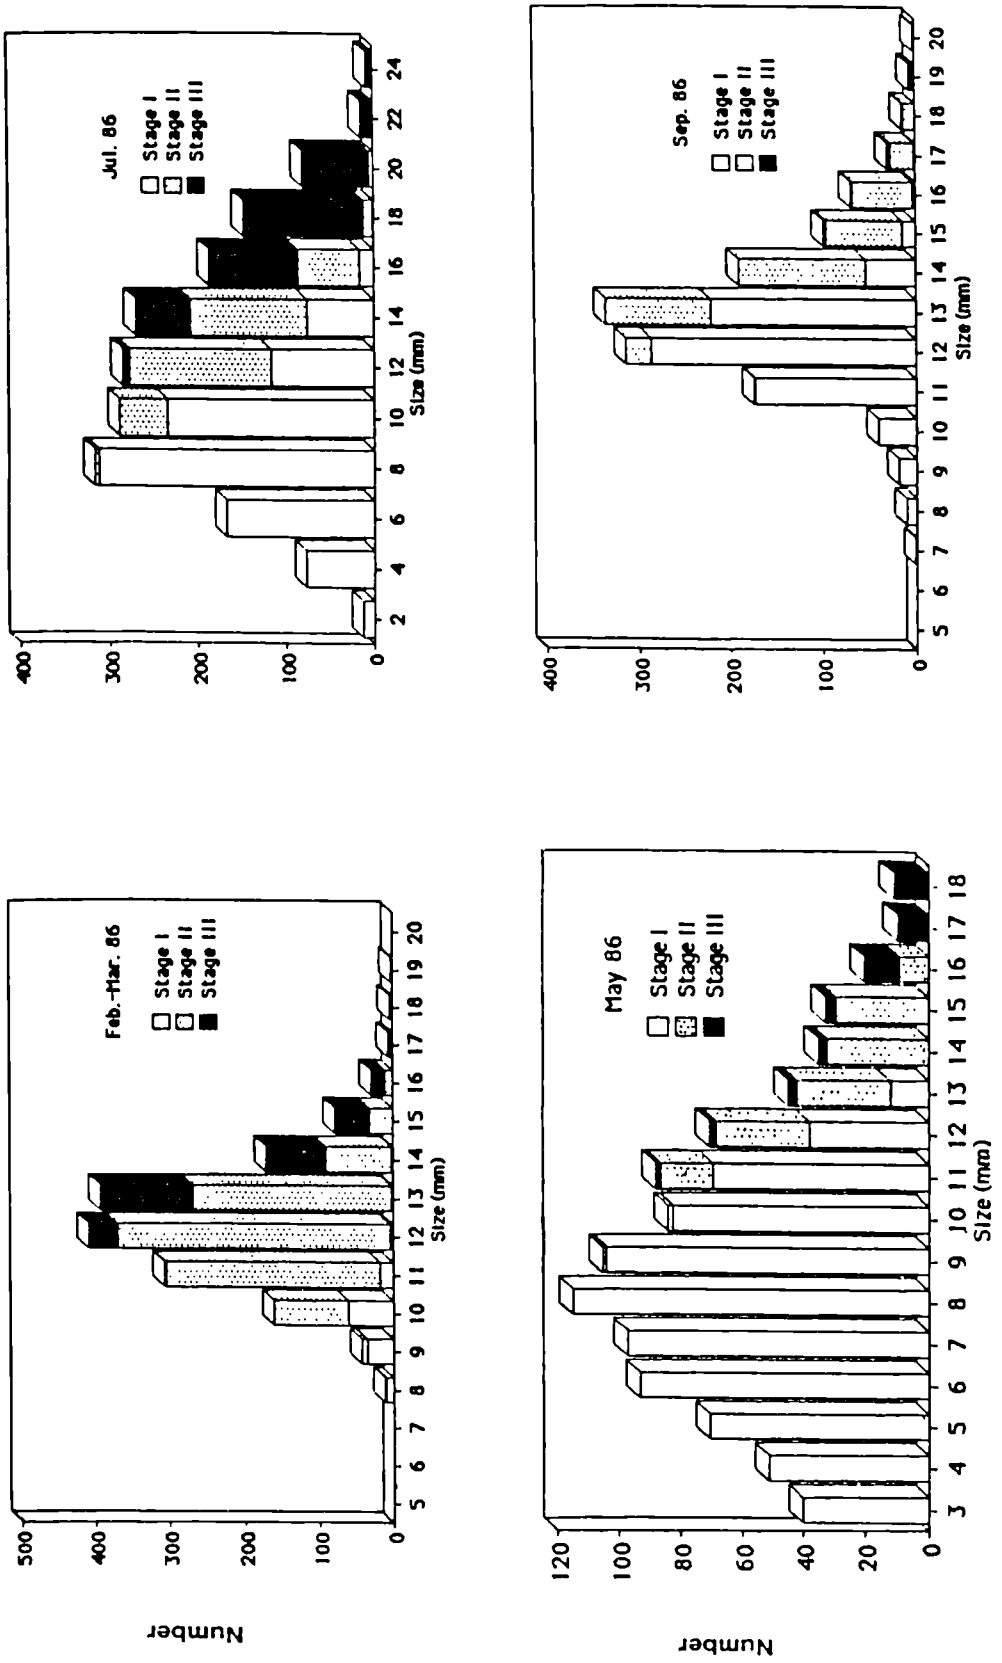 Number
500
400
300
200
100
0
Feb.-Mar. 86
Stage I
Stage II
Stage III
5 6 7 8 9 10 11 12 13 14 15 16 17 18 19 20
Size (mm)
400
300
200
100
0
Jul. 86
Stage I
Stage II
Stage III
2 4 6 8 10 12 14 16 18 20 22 24
Size (mm)
Number
120
100
80
60
40
20
0
May 86
Stage I
Stage II
Stage III
3 4 5 6 7 8 9 10 11 12 13 14 15 16 17 18
Size (mm)
400
300
200
100
0
Sep. 86
Stage I
Stage II
Stage III
5 6 7 8 9 10 11 12 13 14 15 16 17 18 19 20
Size (mm)